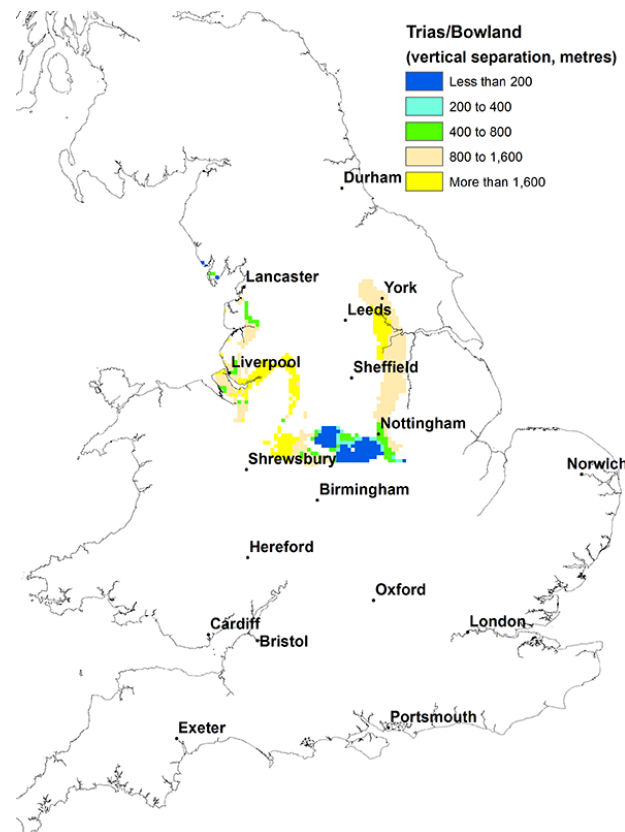 Trias/Bowland
(vertical separation, metres)
Less than 200
200 to 400
400 to 800
800 to 1,600
More than 1,600
Durham
Lancaster
York
Leeds
Liverpool
Sheffield
Nottingham
Shrewsbury
Norwich
Birmingham
Hereford
Oxford
Cardiff
London
Bristol
Portsmouth
Exeter